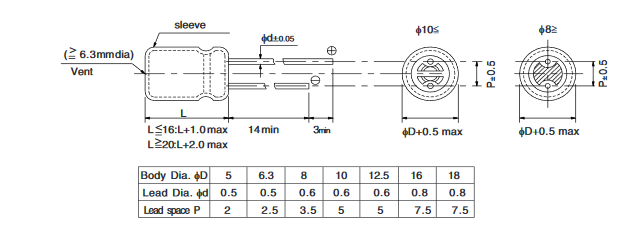 sleeve
ϕd±0.05
ϕ10≦
ϕ8≧
(≧ 6.3mmdia)
Vent
P±0.5
P±0.5
L
L≦16:L+1.0 max
L≧20:L+2.0 max
14min
3min
ϕD+0.5 max
ϕD+0.5 max
Body Dia. ϕD 5 6.3 8 10 12.5 16 18
Lead Dia. ϕd 0.5 0.5 0.6 0.6 0.6 0.8 0.8
Lead space P 2 2.5 3.5 5 5 7.5 7.5